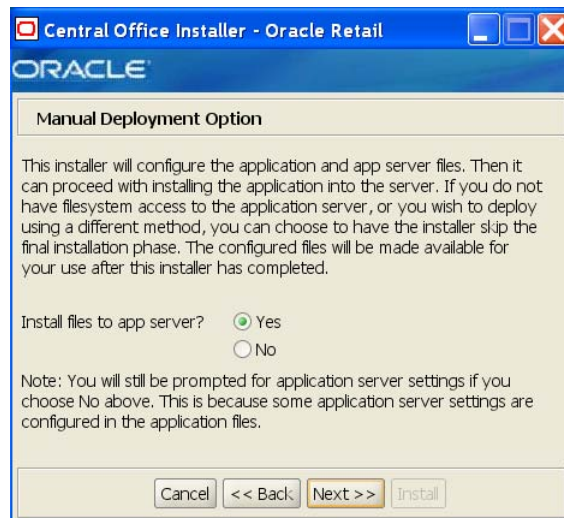 Central Office Installer - Oracle Retail
ORACLE
Manual Deployment Option
This installer will configure the application and app server files. Then it
can proceed with installing the application into the server. If you do not
have filesystem access to the application server, or you wish to deploy
using a different method, you can choose to have the installer skip the
final installation phase. The configured files will be made available for
your use after this installer has completed.
Install files to app server? Yes
No
Note: You will still be prompted for application server settings if you
choose No above. This is because some application server settings are
configured in the application files.
Cancel << Back Next >> Install